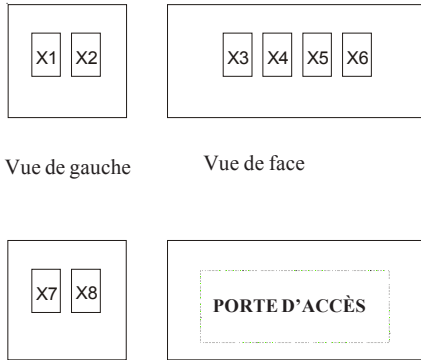 X1 X2 X3 X4 X5 X6
Vue de gauche Vue de face
X7 X8 PORTE D'ACCÈS